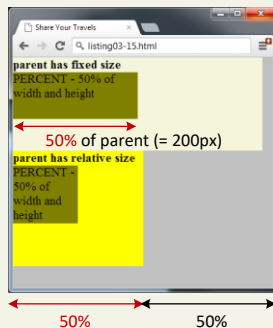 Share Your Travels
listing03-15.html
parent has fixed size
PERCENT - 50% of
width and height
50% of parent (= 200px)
parent has relative size
PERCENT -
50% of
width and
height
50% 50%